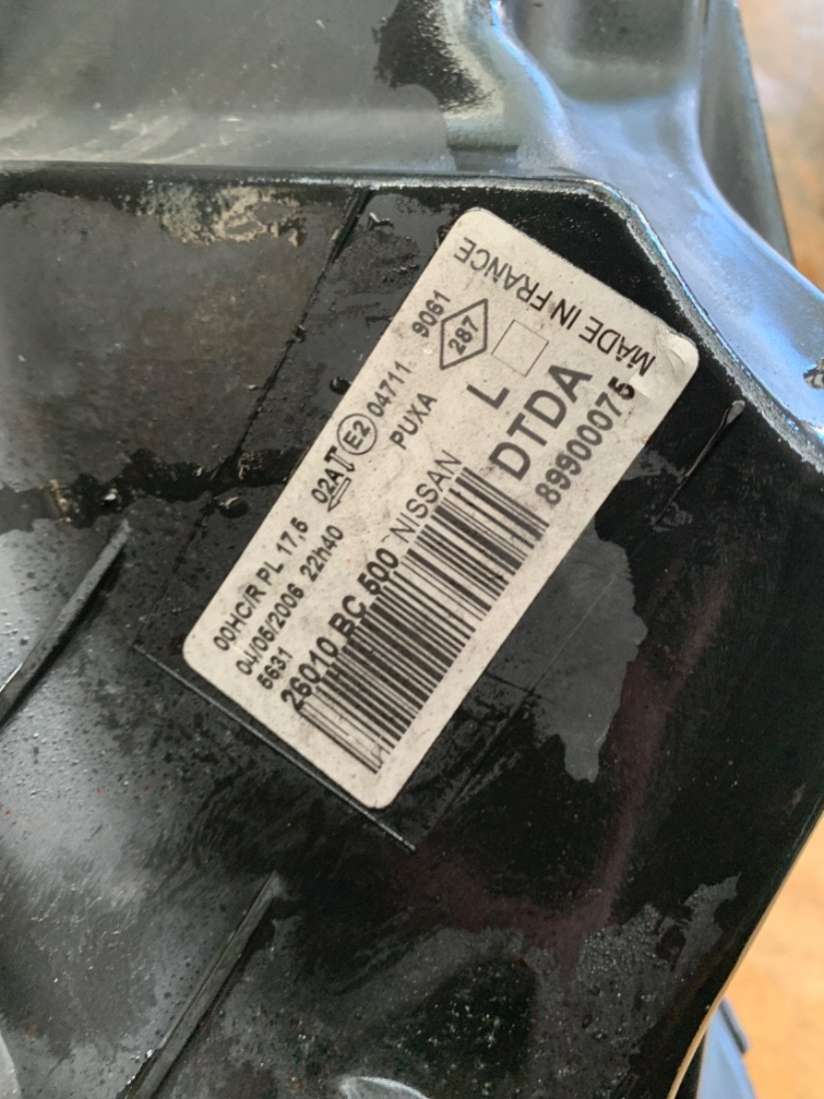 00HC/R PL 17,5 02A E2 04711 9061
04/05/2006 22h40 PUXA 287
5631
26010 BC 500 NISSAN L
DTDA
89900075
MADE IN FRANCE